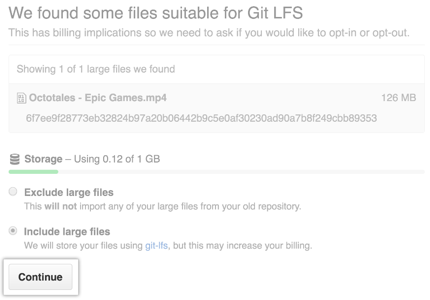 We found some files suitable for Git LFS
This has billing implications so we need to ask if you would like to opt-in or opt-out.
Showing 1 of 1 large files we found
Octotales - Epic Games.mp4 126 MB
6f7ee9f28773eb32824b97a20b06442b9c5e0af30230ad90a7b8f249cbb89353
Storage – Using 0.12 of 1 GB
Exclude large files
This will not import any of your large files from your old repository.
Include large files
We will store your files using git-lfs, but this may increase your billing.
Continue